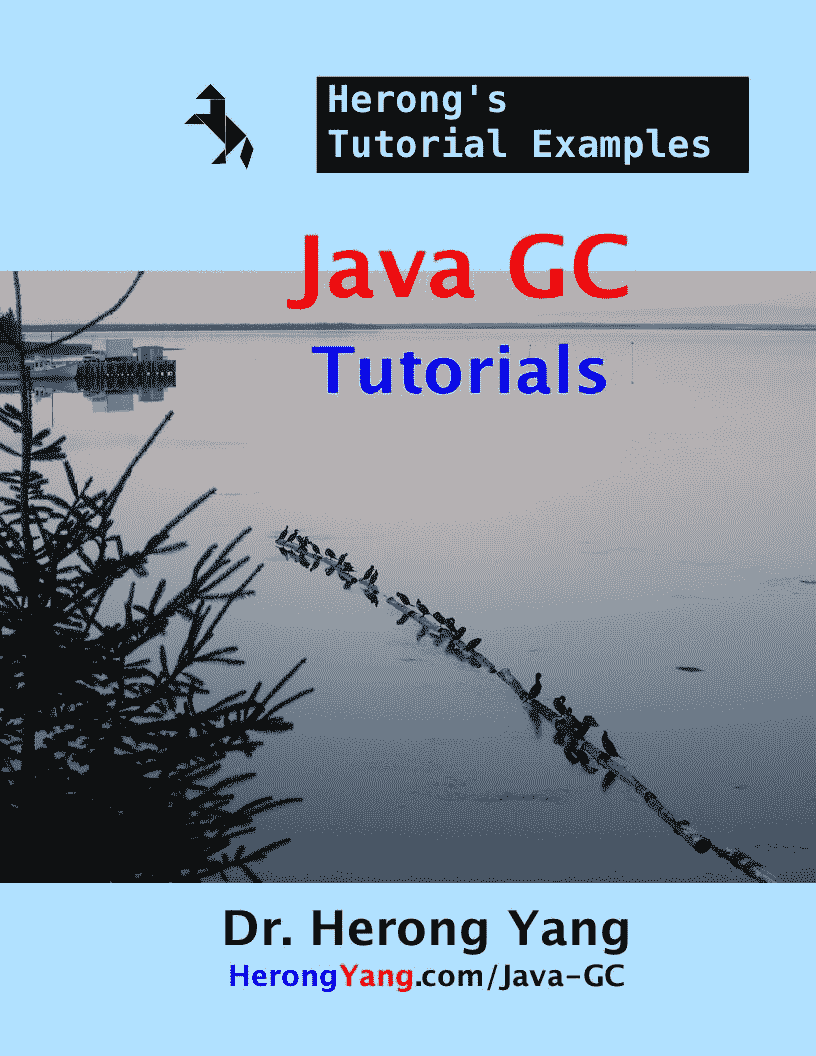 Herong's
Tutorial Examples
Java GC
Tutorials
Dr. Herong Yang
HerongYang.com/Java-GC